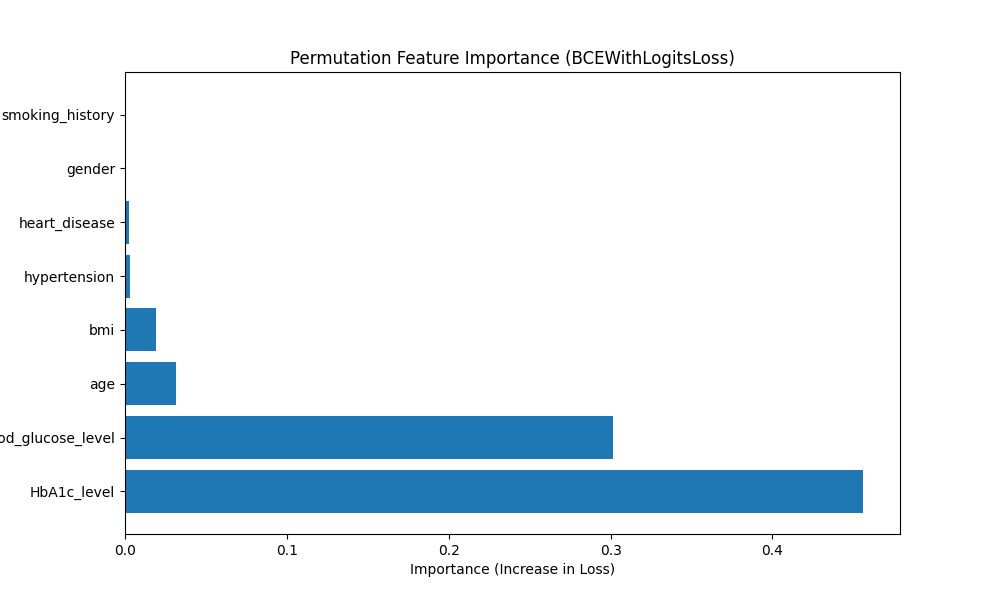 Permutation Feature Importance (BCEWithLogitsLoss)
smoking_history
gender
heart_disease
hypertension
bmi
age
od_glucose_level
HbA1c_level
0.0 0.1 0.2 0.3 0.4
Importance (Increase in Loss)